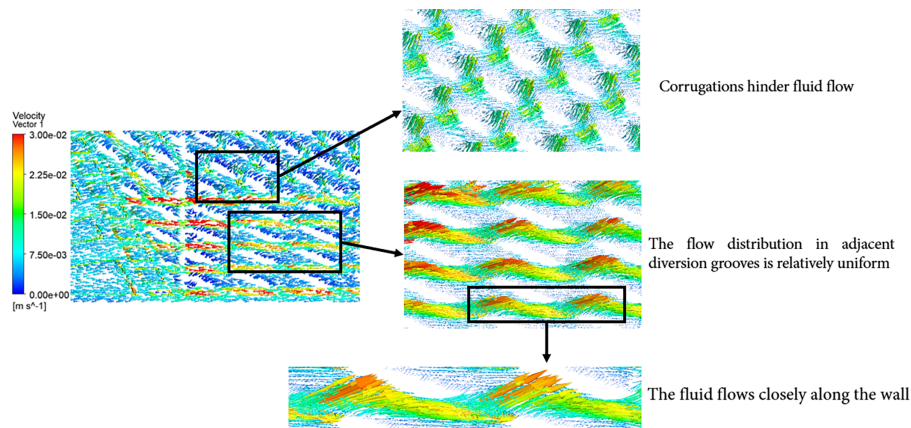 Corrugations hinder fluid flow
Velocity
Vector 1
3.00e-02
2.25e-02
1.50e-02
7.50e-03
0.00e+00
[m s^-1]
The flow distribution in adjacent
diversion grooves is relatively uniform
The fluid flows closely along the wall